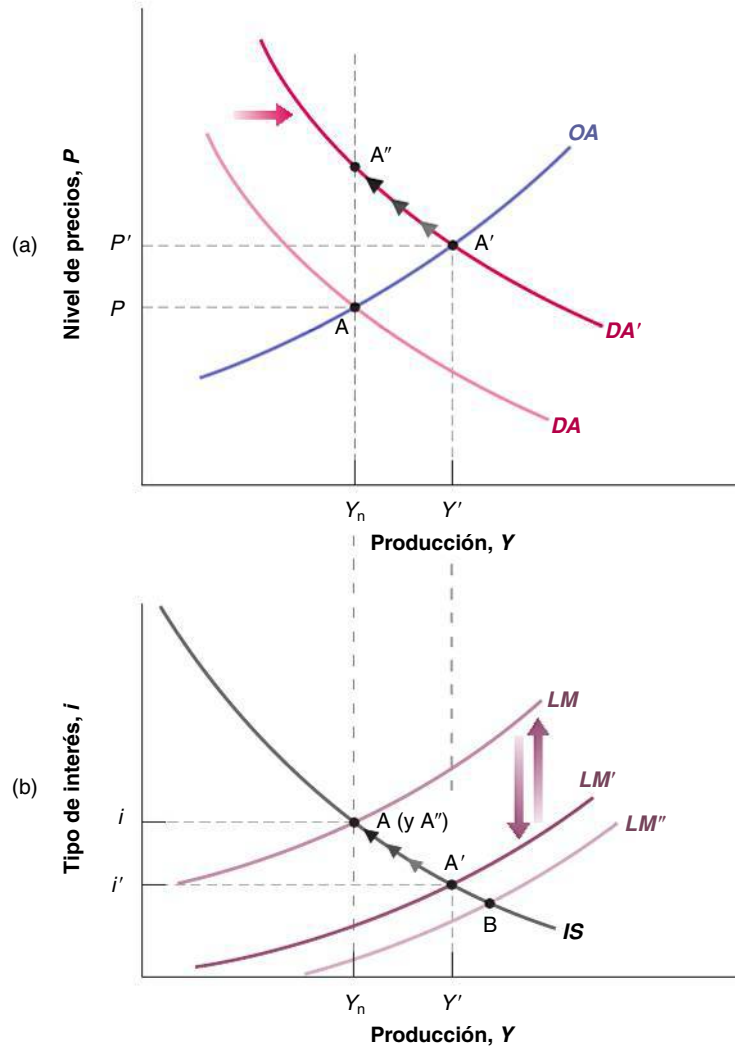 A″
OA
(a)
Nivel de precios, P
P′
A′
P
A
DA′
DA
Yn
Y′
Producción, Y
LM
(b)
Tipo de interés, i
LM′
i
A (y A″)
LM″
A′
i′
B
IS
Yn
Y′
Producción, Y